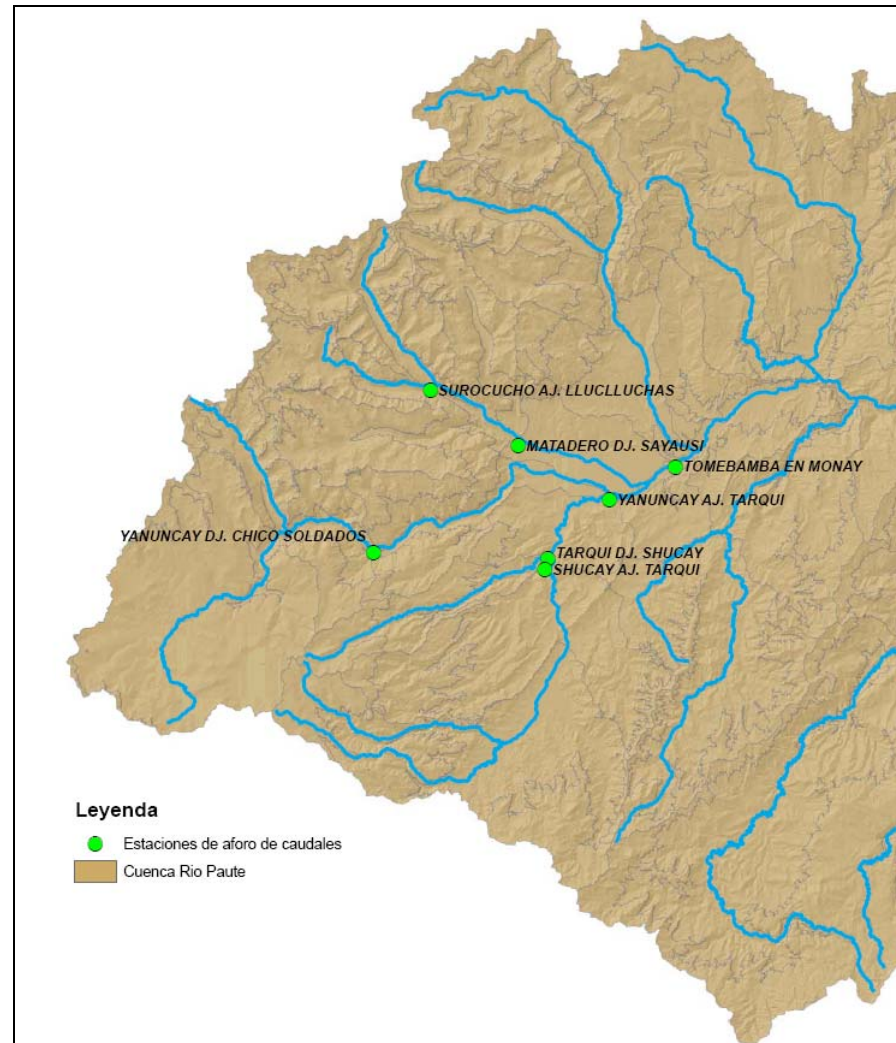 SUROCUCHO AJ. LLUCLLUCHAS
MATADERO DJ. SAYAUSI
TOMEBAMBA EN MONAY
YANUNCAY AJ. TARQUI
YANUNCAY DJ. CHICO SOLDADOS
TARQUI DJ. SHUCAY
SHUCAY AJ. TARQUI
Leyenda
Estaciones de aforo de caudales
Cuenca Rio Paute